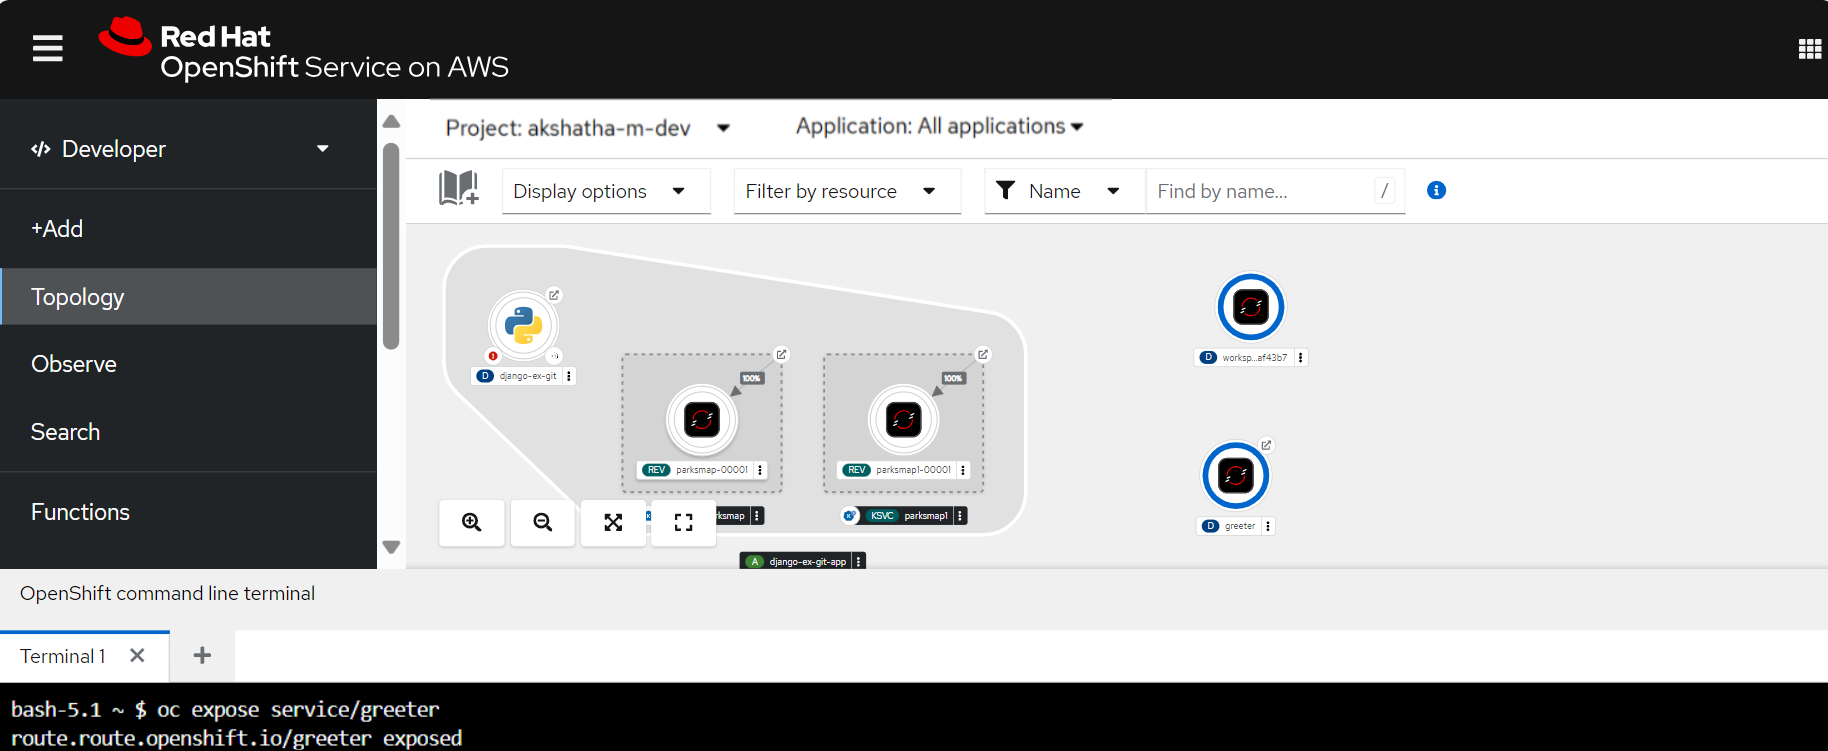 Red Hat
OpenShift Service on AWS
Developer
+Add
Topology
Observe
Search
Functions
Project: akshatha-m-dev
Application: All applications
Display options
Filter by resource
Name
Find by name...
/
D django-ex-git
100%
REV parksmap-00001
100%
REV parksmap1-00001
rksmap
KSVC parksmap1
A django-ex-git-app
D worksp...af43b7
D greeter
OpenShift command line terminal
Terminal 1
bash-5.1 ~ $ oc expose service/greeter
route.route.openshift.io/greeter exposed